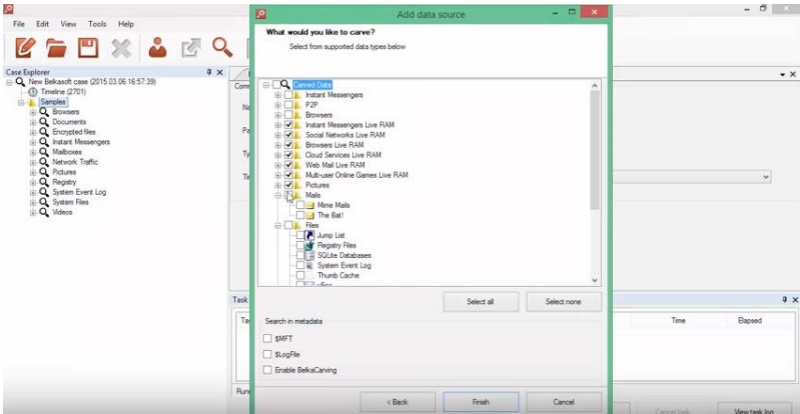 Add data source
File Edit View Tools Help
What would you like to carve?
Select from supported data types below
Case Explorer
New Belkasoft case (2015.03.06 16:57:39)
Timeline (2701)
Samples
Browsers
Documents
Encrypted files
Instant Messengers
Mailboxes
Network Traffic
Pictures
Registry
System Event Log
System Files
Videos
Carved Data
Instant Messengers
P2P
Browsers
Instant Messengers Live RAM
Social Networks Live RAM
Browsers Live RAM
Cloud Services Live RAM
Web Mail Live RAM
Multi-user Online Games Live RAM
Pictures
Mails
Mime Mails
The Bat!
Files
Jump List
Registry Files
SQLite Databases
System Event Log
Thumb Cache
Select all Select none
Search in metadata
$MFT
$LogFile
Enable BelkaCarving
< Back Finish Cancel
Task
Time Elapsed
Cancel task View task log